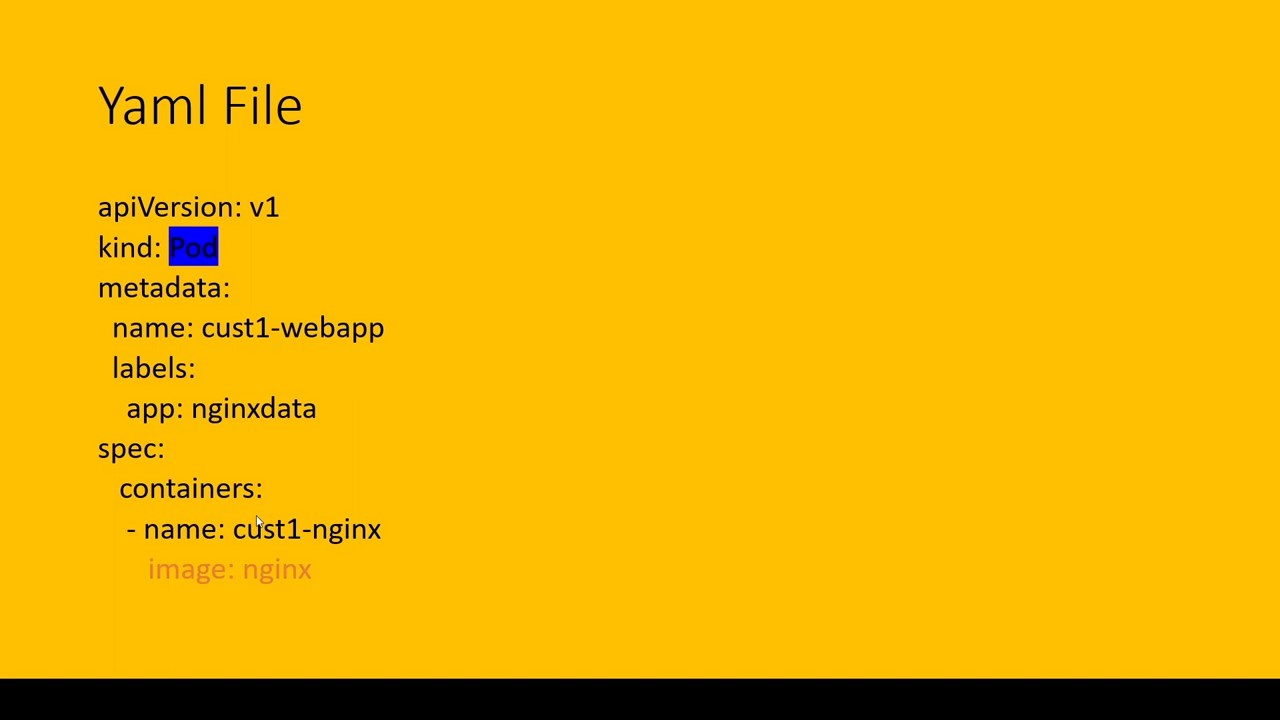 Yaml File
apiVersion: v1
kind: Pod
metadata:
  name: cust1-webapp
  labels:
    app: nginxdata
spec:
   containers:
    - name: cust1-nginx
       image: nginx